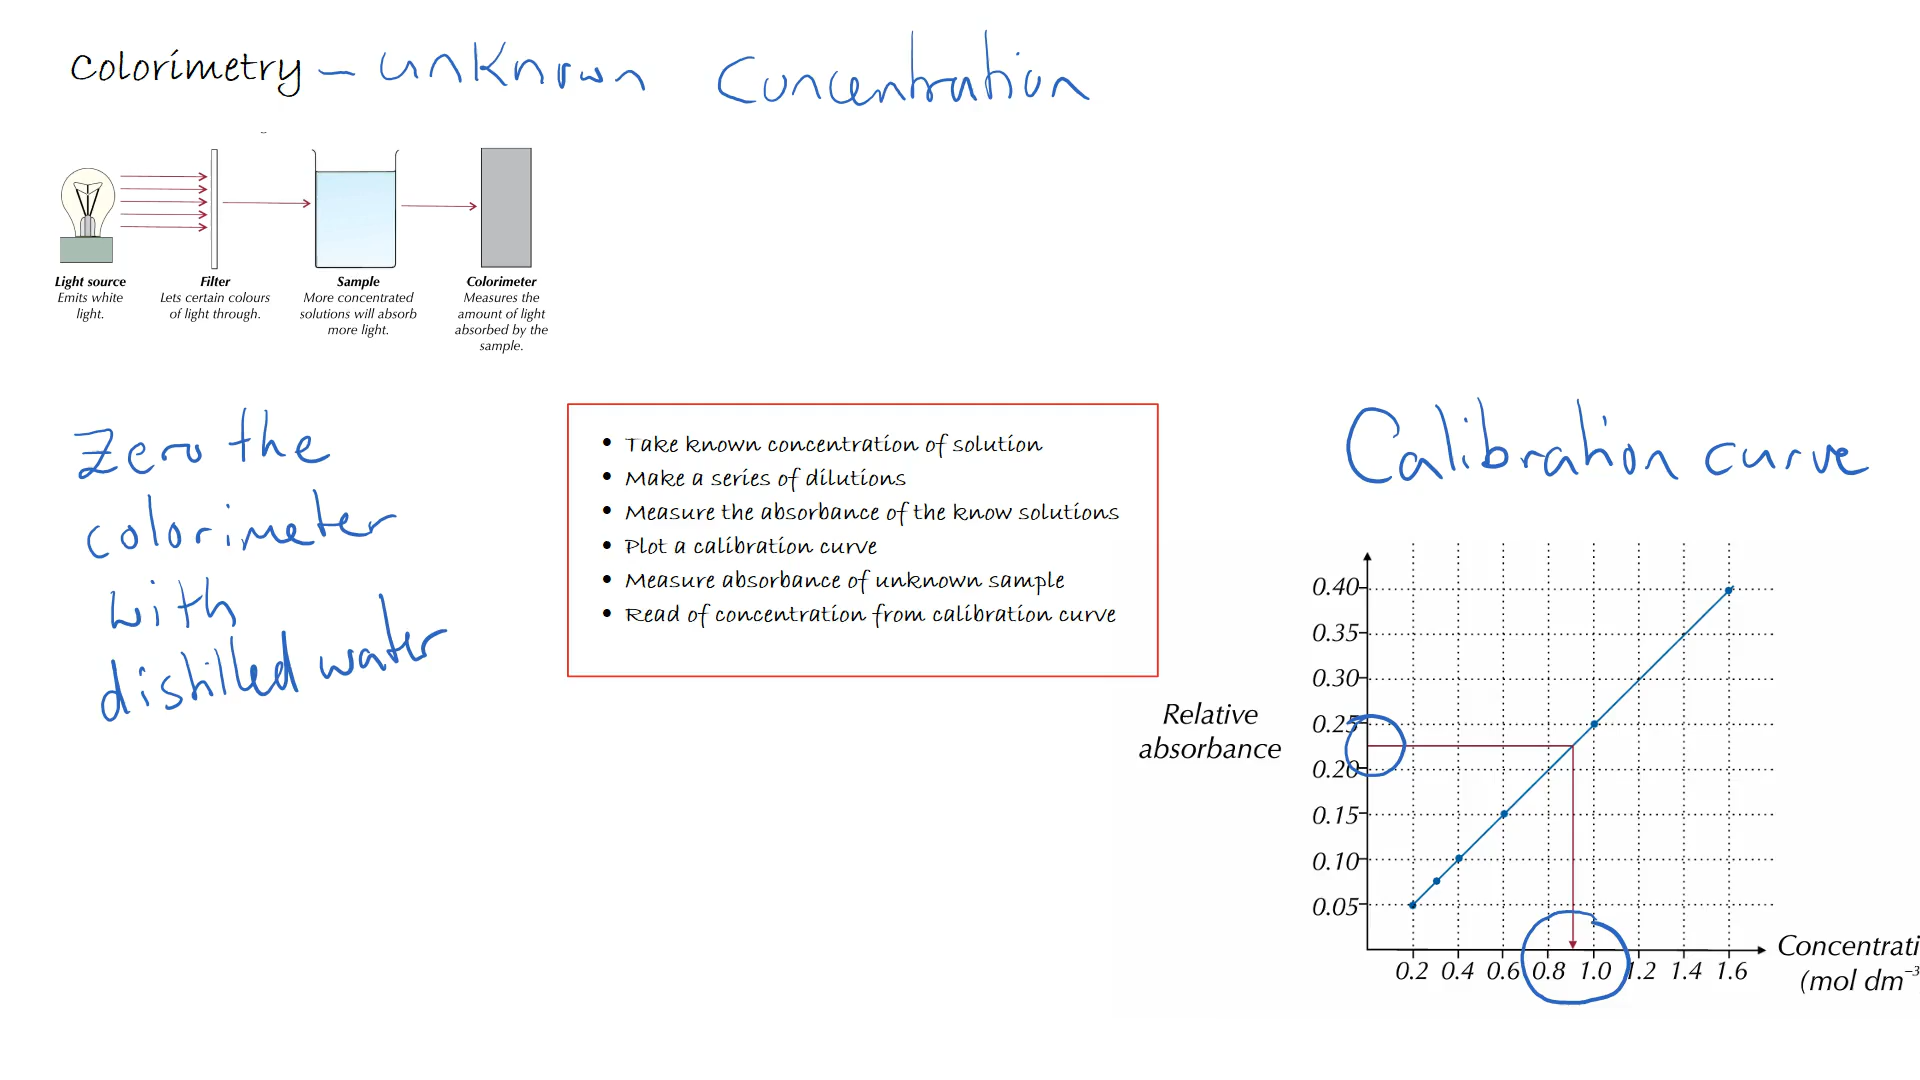 Colorimetry – unknown Concentration
Light source
Emits white
light.
Filter
Lets certain colours
of light through.
Sample
More concentrated
solutions will absorb
more light.
Colorimeter
Measures the
amount of light
absorbed by the
sample.
Zero the
colorimeter
with
distilled water
• Take known concentration of solution
• Make a series of dilutions
• Measure the absorbance of the know solutions
• Plot a calibration curve
• Measure absorbance of unknown sample
• Read of concentration from calibration curve
Calibration curve
Relative
absorbance
0.40
0.35
0.30
0.25
0.20
0.15
0.10
0.05
0.2 0.4 0.6 0.8 1.0 1.2 1.4 1.6
Concentrati
(mol dm⁻³